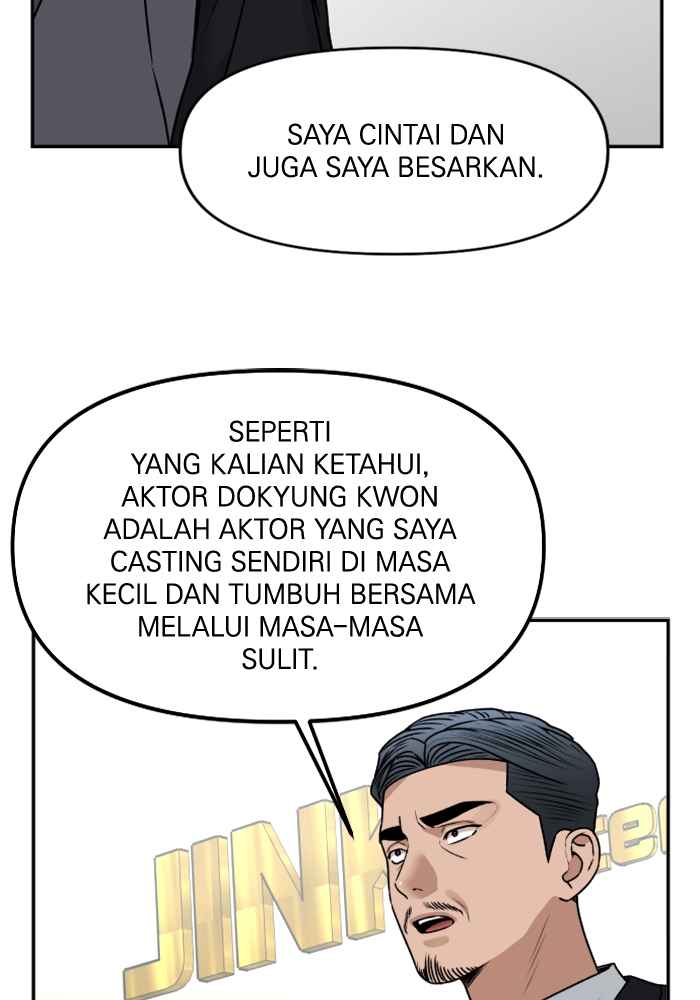 SAYA CINTAI DAN
JUGA SAYA BESARKAN.
SEPERTI
YANG KALIAN KETAHUI,
AKTOR DOKYUNG KWON
ADALAH AKTOR YANG SAYA
CASTING SENDIRI DI MASA
KECIL DAN TUMBUH BERSAMA
MELALUI MASA-MASA
SULIT.
JINK